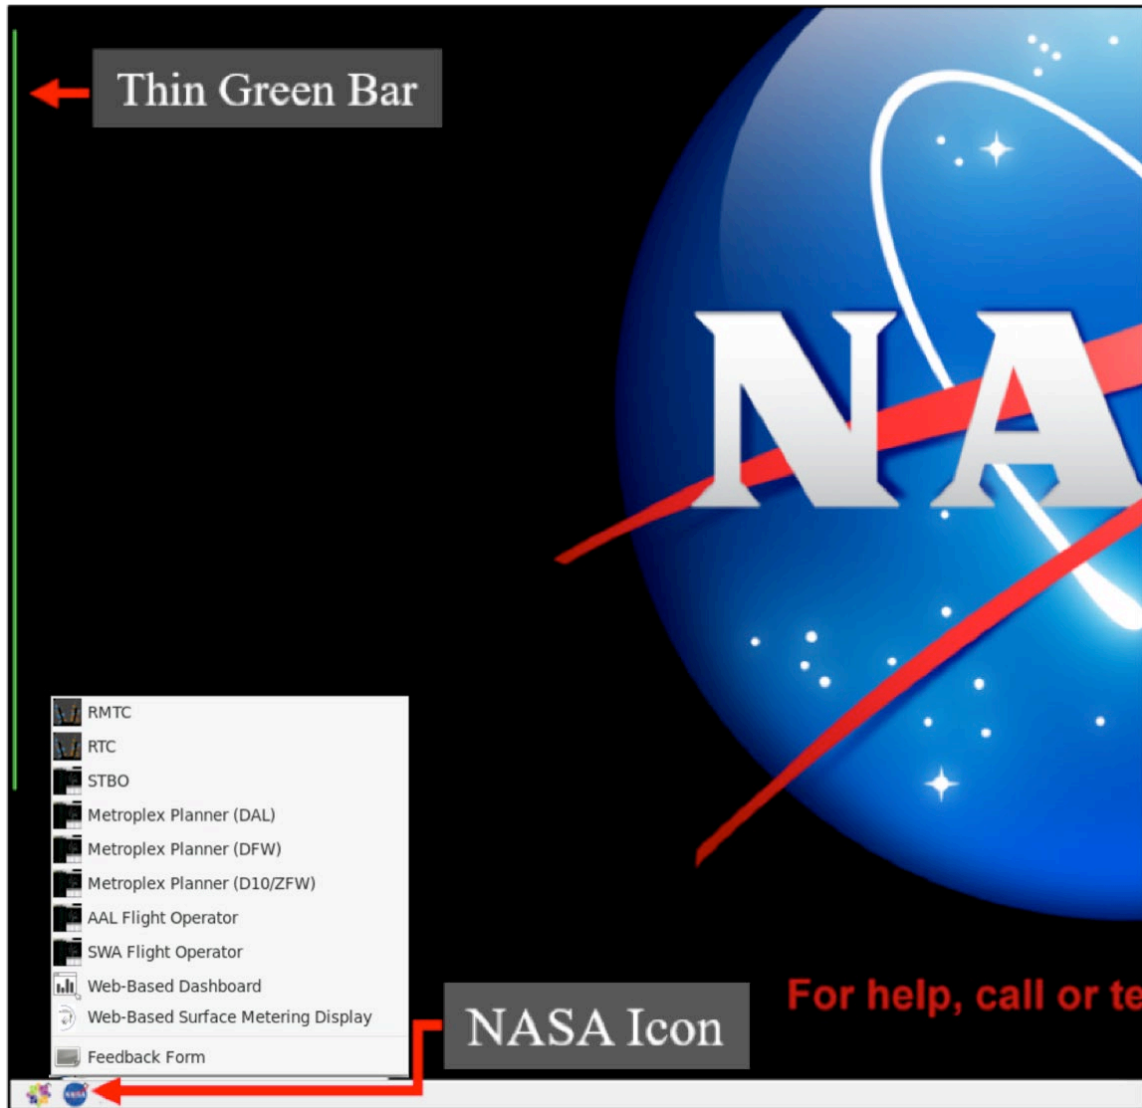 Thin Green Bar
NA
RMTC
RTC
STBO
Metroplex Planner (DAL)
Metroplex Planner (DFW)
Metroplex Planner (D10/ZFW)
AAL Flight Operator
SWA Flight Operator
Web-Based Dashboard
Web-Based Surface Metering Display
Feedback Form
For help, call or te
NASA Icon
NASA